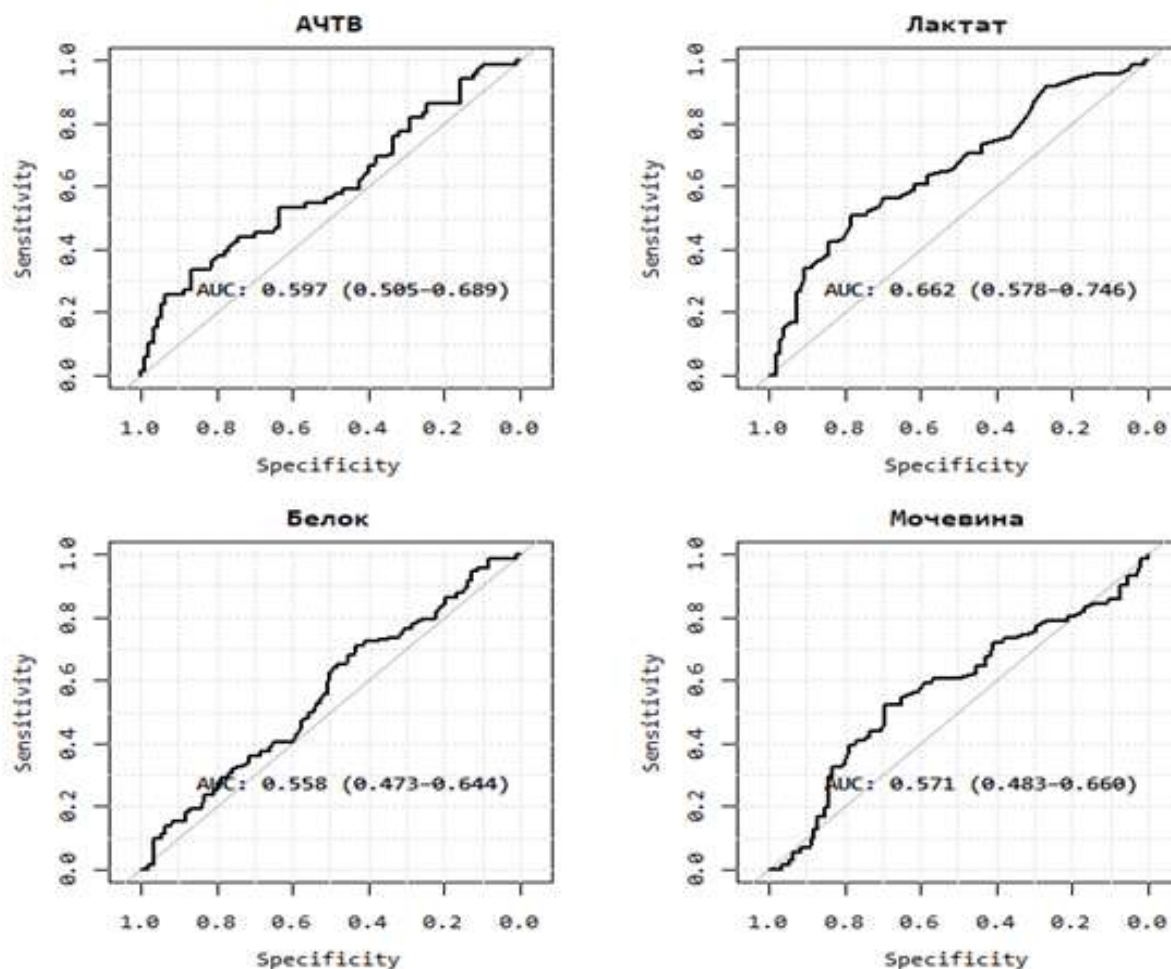 АЧТВ
Sensitivity
0.0 0.2 0.4 0.6 0.8 1.0
AUC: 0.597 (0.505–0.689)
1.0 0.8 0.6 0.4 0.2 0.0
Specificity
Лактат
Sensitivity
0.0 0.2 0.4 0.6 0.8 1.0
AUC: 0.662 (0.578–0.746)
1.0 0.8 0.6 0.4 0.2 0.0
Specificity
Белок
Sensitivity
0.0 0.2 0.4 0.6 0.8 1.0
AUC: 0.558 (0.473–0.644)
1.0 0.8 0.6 0.4 0.2 0.0
Specificity
Мочевина
Sensitivity
0.0 0.2 0.4 0.6 0.8 1.0
AUC: 0.571 (0.483–0.660)
1.0 0.8 0.6 0.4 0.2 0.0
Specificity